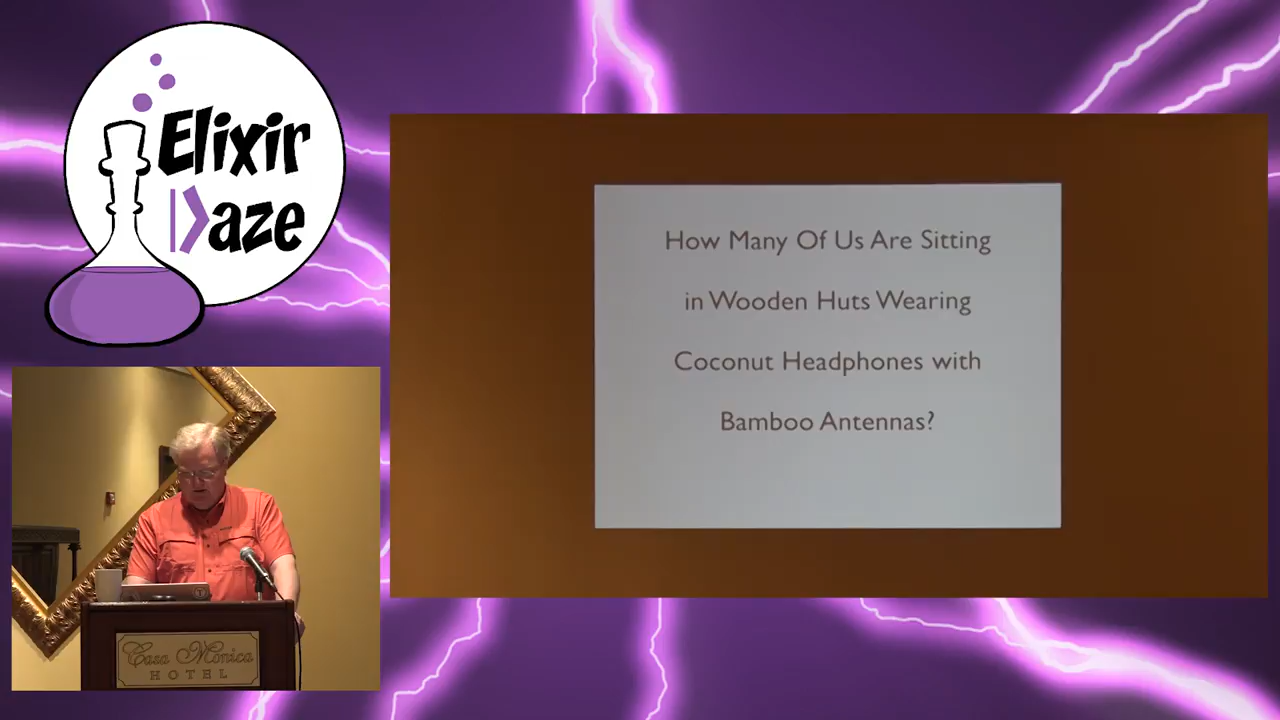 Elixir
Daze
How Many Of Us Are Sitting
in Wooden Huts Wearing
Coconut Headphones with
Bamboo Antennas?
Casa Monica
HOTEL